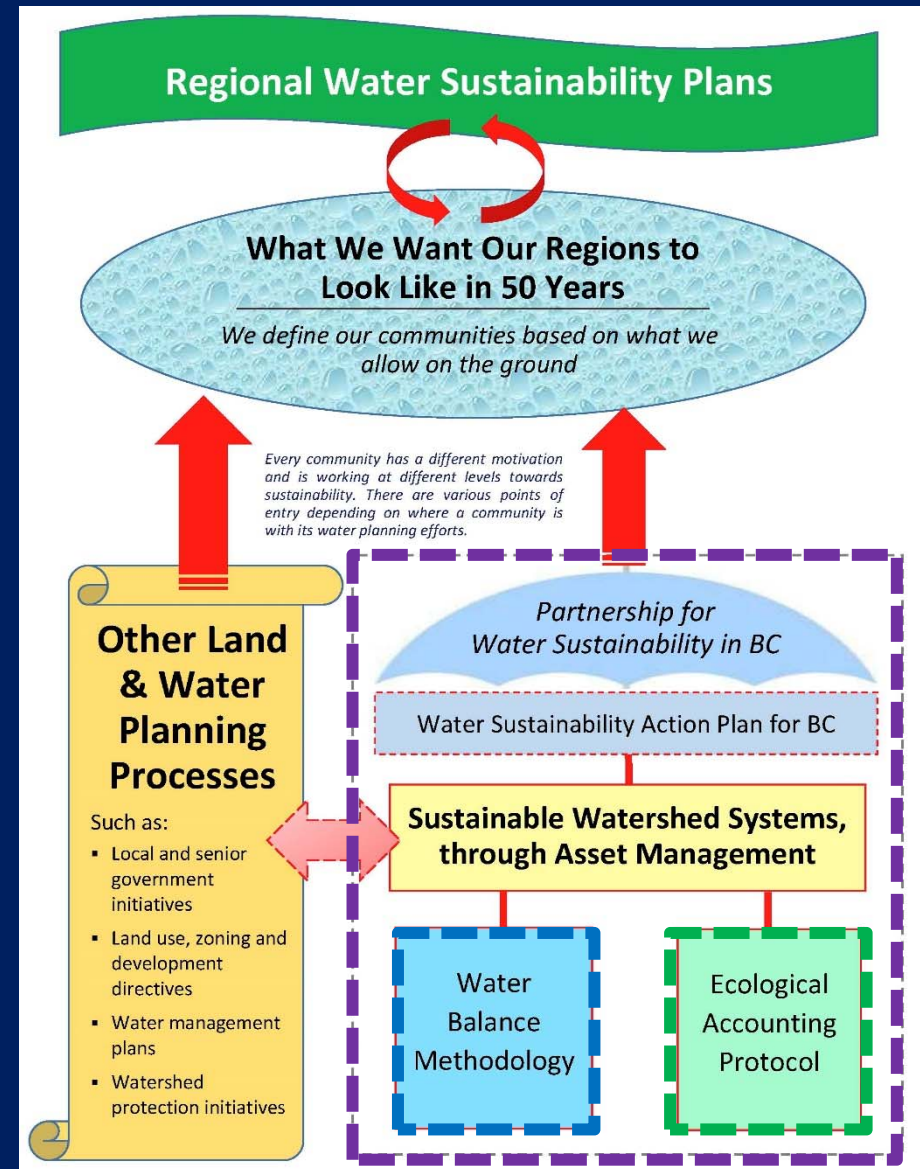 Regional Water Sustainability Plans
What We Want Our Regions to
Look Like in 50 Years
We define our communities based on what we
allow on the ground
Every community has a different motivation
and is working at different levels towards
sustainability. There are various points of
entry depending on where a community is
with its water planning efforts.
Other Land
& Water
Planning
Processes
Such as:
▪ Local and senior
government
initiatives
▪ Land use, zoning and
development
directives
▪ Water management
plans
▪ Watershed
protection initiatives
Partnership for
Water Sustainability in BC
Water Sustainability Action Plan for BC
Sustainable Watershed Systems,
through Asset Management
Water
Balance
Methodology
Ecological
Accounting
Protocol